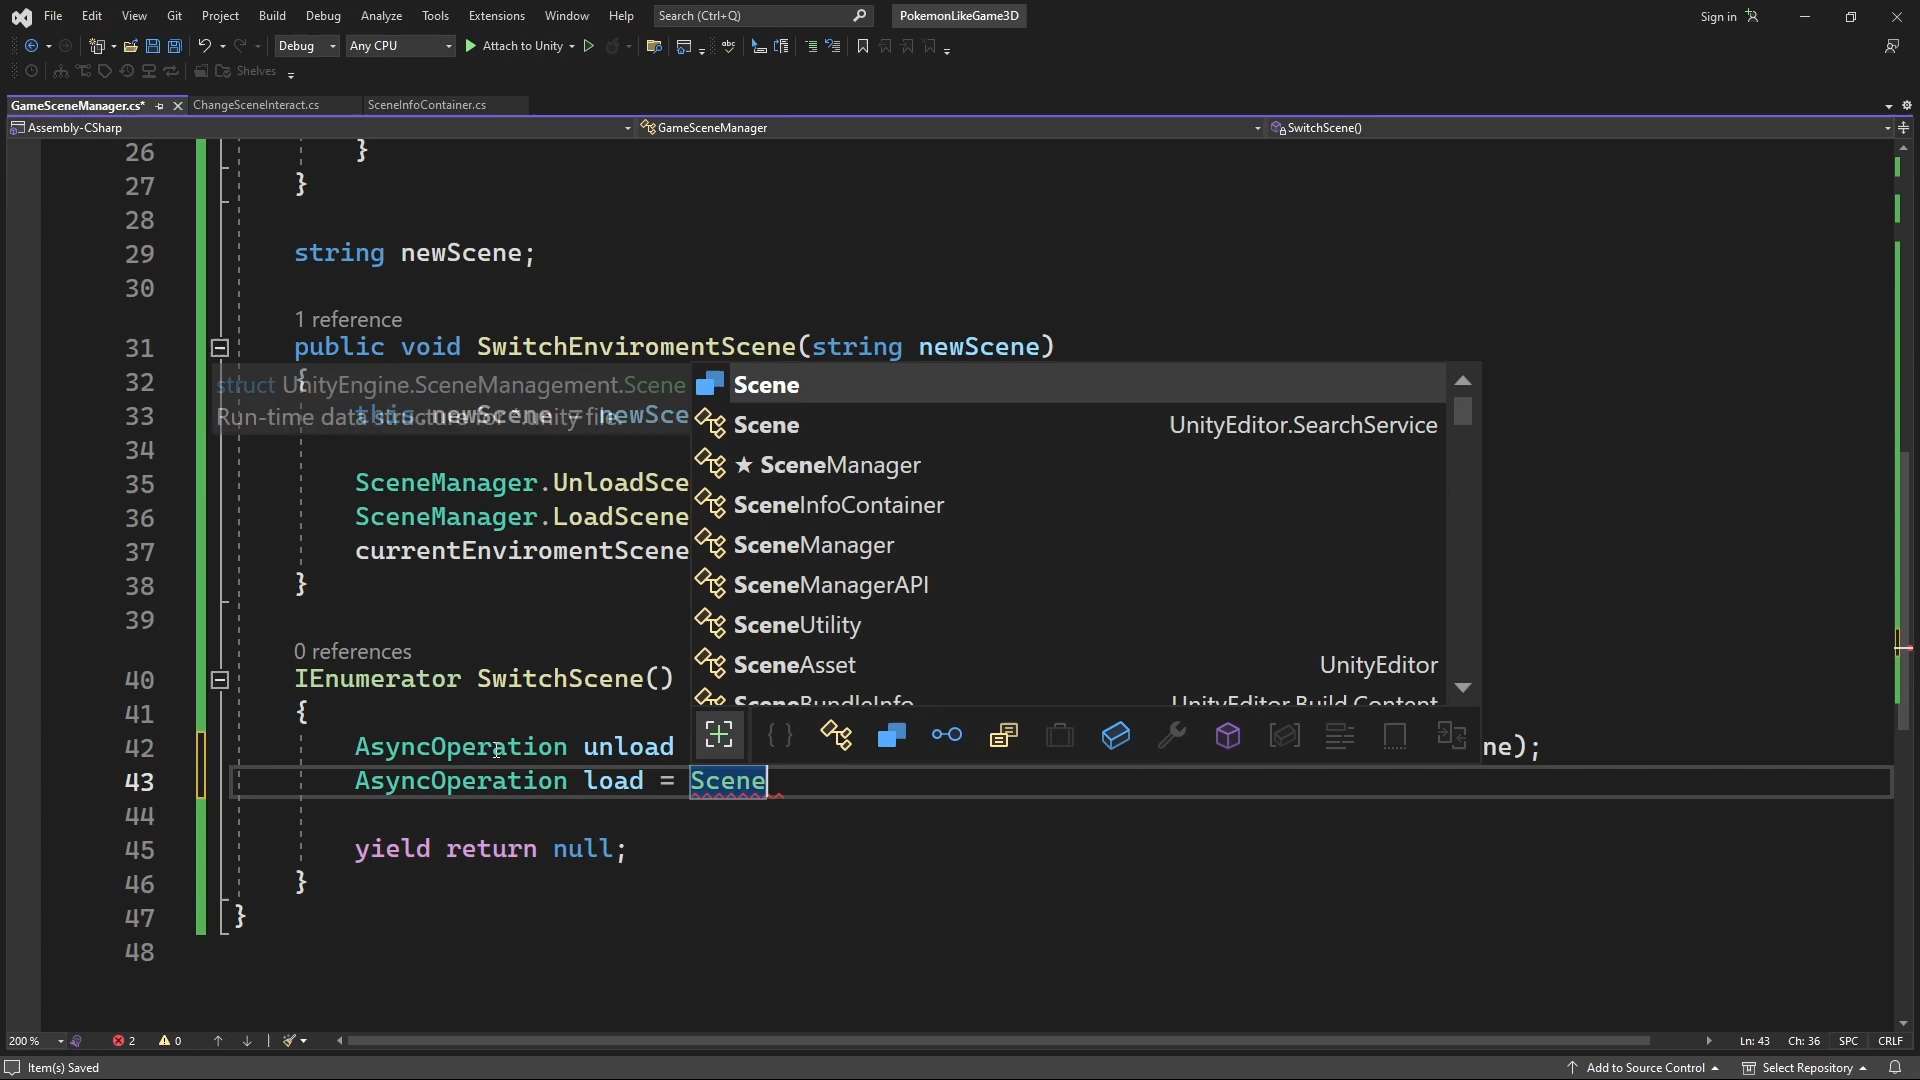 File Edit View Git Project Build Debug Analyze Tools Extensions Window Help Search (Ctrl+Q) PokemonLikeGame3D Sign in
Debug Any CPU Attach to Unity
Shelves
GameSceneManager.cs* ChangeSceneInteract.cs SceneInfoContainer.cs
Assembly-CSharp GameSceneManager SwitchScene()
26 }
27 }
28
29 string newScene;
30
1 reference
31 public void SwitchEnviromentScene(string newScene)
32 {
struct UnityEngine.SceneManagement.Scene
Run-time data structure for *.unity file.
33 this.newScene = newSce
34
35 SceneManager.UnloadSce
36 SceneManager.LoadScene
37 currentEnviromentScene
38 }
39
0 references
40 IEnumerator SwitchScene()
41 {
42 AsyncOperation unload ne);
43 AsyncOperation load = Scene
44
45 yield return null;
46 }
47 }
48
Scene
Scene UnityEditor.SearchService
★ SceneManager
SceneInfoContainer
SceneManager
SceneManagerAPI
SceneUtility
SceneAsset UnityEditor
SceneBundleInfo UnityEditor.Build.Content
200 % 2 0 Ln: 43 Ch: 36 SPC CRLF
Item(s) Saved Add to Source Control Select Repository